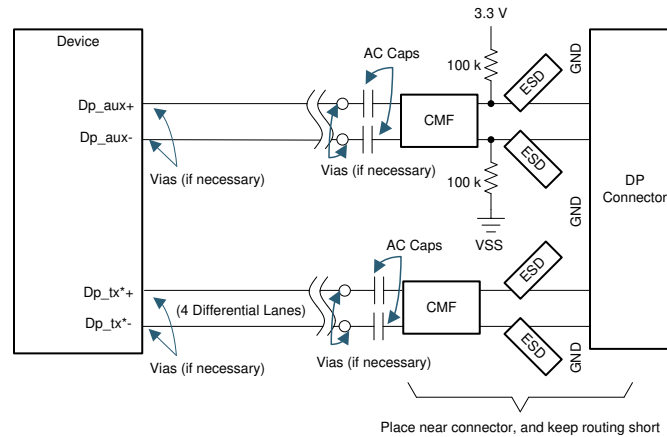 3.3 V
Device
AC Caps
GND
100 k
ESD
Dp_aux+
CMF
Dp_aux-
ESD
Vias (if necessary)
Vias (if necessary)
100 k
DP
Connector
GND
VSS
AC Caps
ESD
Dp_tx*+
(4 Differential Lanes)
CMF
Dp_tx*-
ESD
GND
Vias (if necessary)
Vias (if necessary)
Place near connector, and keep routing short